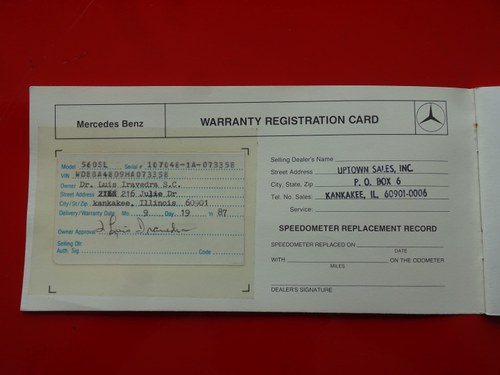 Mercedes Benz
WARRANTY REGISTRATION CARD
Model 560SL Serial # 107048-1A-073358
VIN WDBBA48D9HA073358
Owner Dr. Luis Iravedra S.C.
Street Address 216 Julie Dr
City/St/Zip kankakee, Illinois 60901
Delivery/Warranty Date Mo 9 Day 19 to 87
Owner Approval
Selling Slb
Auth Sig. Code
Selling Dealer's Name
Street Address UPTOWN SALES, INC
City, State, Zip P. O. BOX 6
Tel. No. Sales: KANKAKEE, IL 60901-0006
Service:
SPEEDOMETER REPLACEMENT RECORD
SPEEDOMETER REPLACED ON
DATE
WITH ON THE ODOMETER
MILES
DEALER'S SIGNATURE